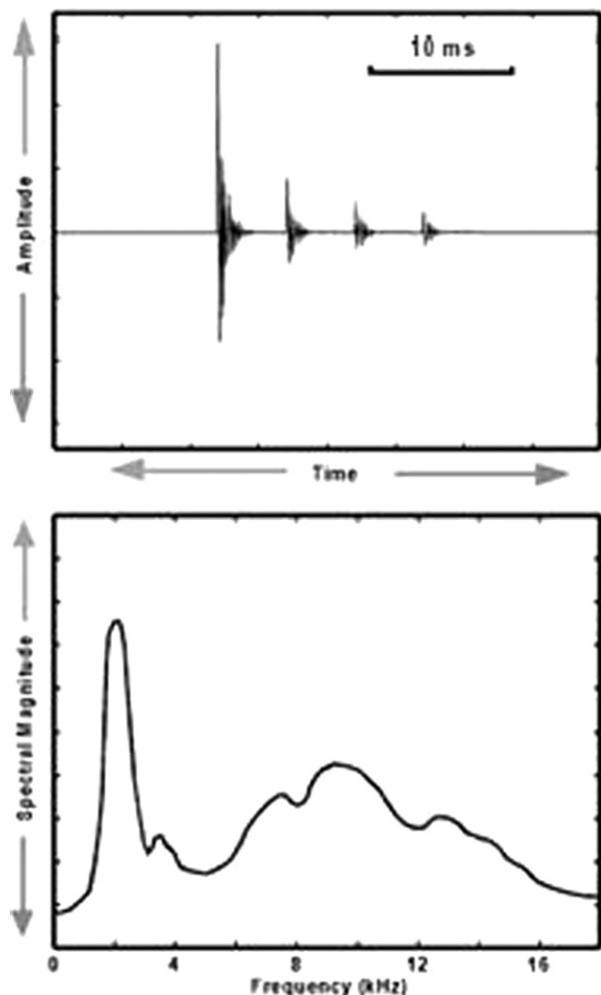 10 ms
Amplitude
Time
Spectral Magnitude
0 4 8 12 16
Frequency (kHz)